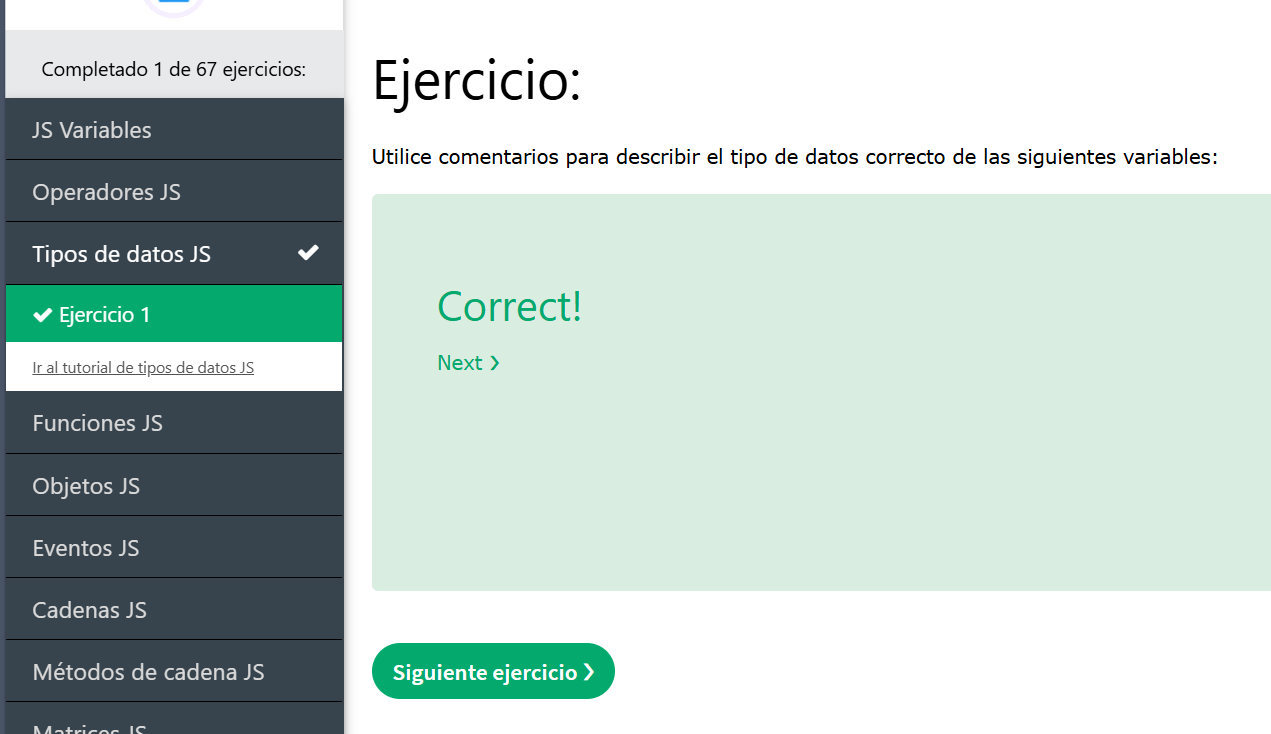 Completado 1 de 67 ejercicios:
JS Variables
Operadores JS
Tipos de datos JS
Ejercicio 1
Ir al tutorial de tipos de datos JS
Funciones JS
Objetos JS
Eventos JS
Cadenas JS
Métodos de cadena JS
Matrices JS
Ejercicio:
Utilice comentarios para describir el tipo de datos correcto de las siguientes variables:
Correct!
Next ❯
Siguiente ejercicio ❯